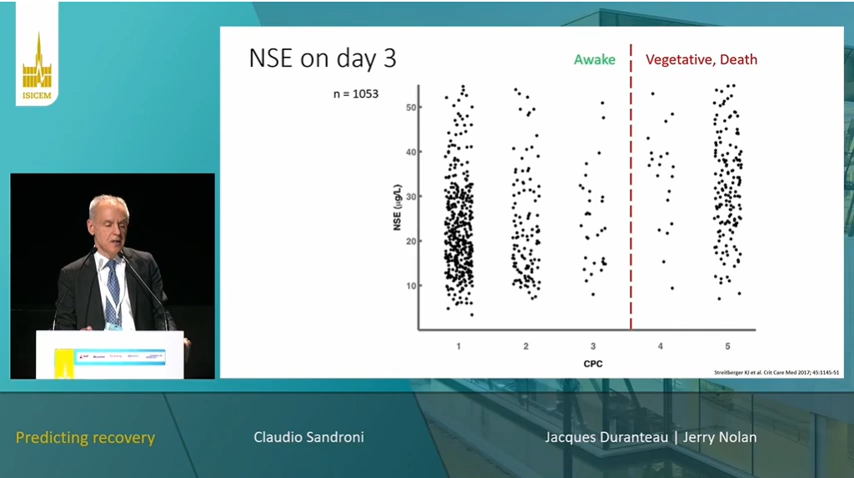 ISICEM
NSE on day 3
Awake
Vegetative, Death
n = 1053
50
40
30
20
10
NSE (µg/L)
1 2 3 4 5
CPC
Streitberger KJ et al. Crit Care Med 2017; 45:1145-51
Predicting recovery
Claudio Sandroni
Jacques Duranteau | Jerry Nolan